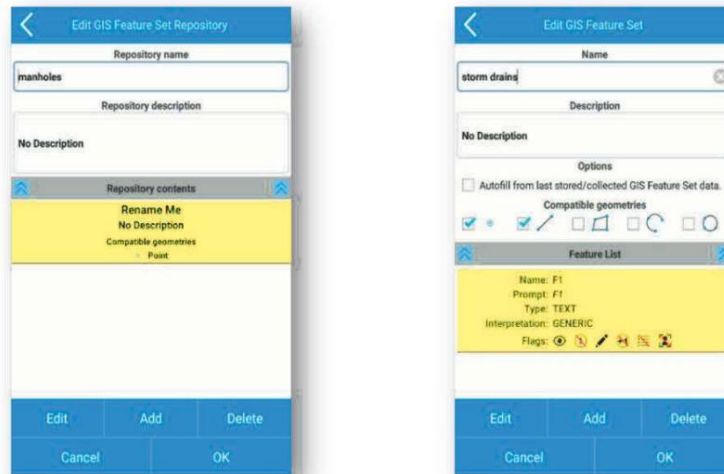 Edit GIS Feature Set Repository
Repository name
manholes
Repository description
No Description
Repository contents
Rename Me
No Description
Compatible geometries
Point
Edit Add Delete
Cancel OK
Edit GIS Feature Set
Name
storm drains
Description
No Description
Options
Autofill from last stored/collected GIS Feature Set data.
Compatible geometries
Feature List
Name: F1
Prompt: F1
Type: TEXT
Interpretation: GENERIC
Flags:
Edit Add Delete
Cancel OK